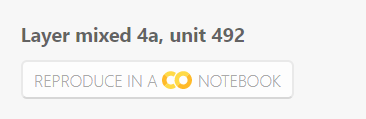 Layer mixed 4a, unit 492
REPRODUCE IN A CO NOTEBOOK